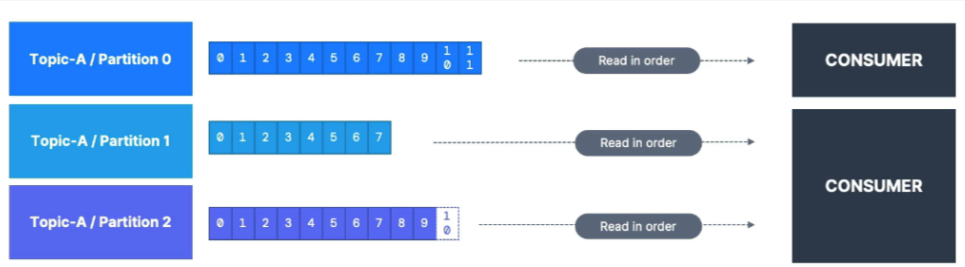 Topic-A / Partition 0
0 1 2 3 4 5 6 7 8 9 10 11
Read in order
CONSUMER
Topic-A / Partition 1
0 1 2 3 4 5 6 7
Read in order
Topic-A / Partition 2
0 1 2 3 4 5 6 7 8 9 10
Read in order
CONSUMER